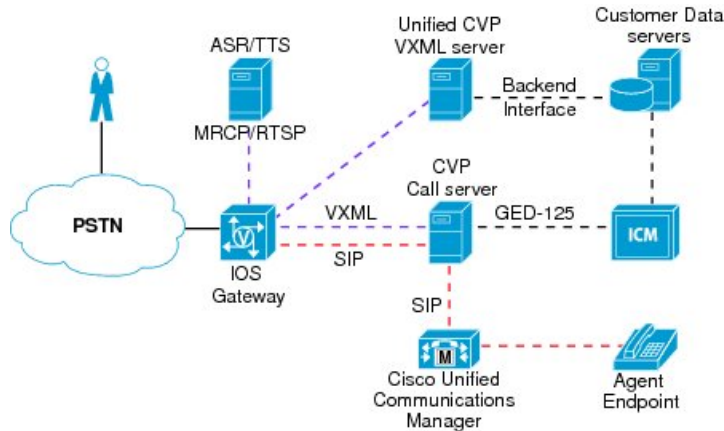 ASR/TTS
MRCP/RTSP
Unified CVP
VXML server
Customer Data
servers
Backend
Interface
PSTN
V
IOS
Gateway
VXML
SIP
CVP
Call server
GED-125
ICM
SIP
M
Cisco Unified
Communications
Manager
Agent
Endpoint